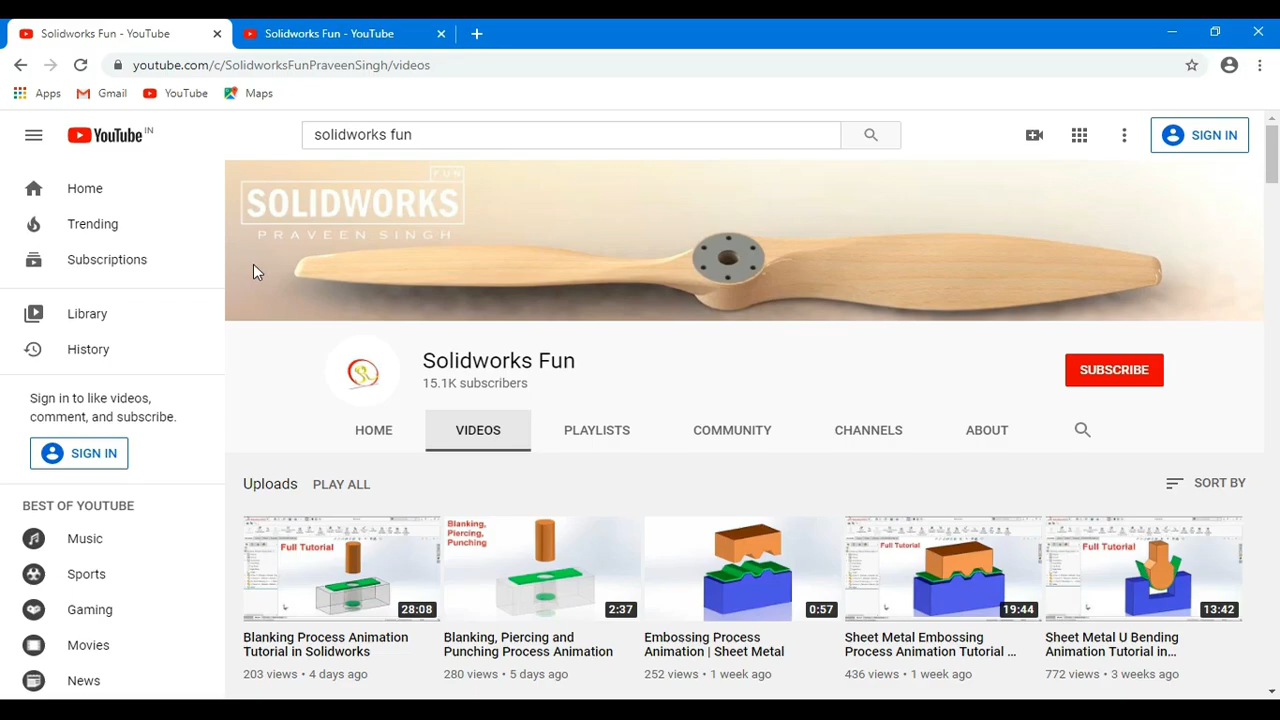 Solidworks Fun - YouTube
Solidworks Fun - YouTube
youtube.com/c/SolidworksFunPraveenSingh/videos
Apps
Gmail
YouTube
Maps
YouTube IN
solidworks fun
SIGN IN
Home
Trending
Subscriptions
Library
History
Sign in to like videos,
comment, and subscribe.
SIGN IN
BEST OF YOUTUBE
Music
Sports
Gaming
Movies
News
FUN
SOLIDWORKS
PRAVEEN SINGH
Solidworks Fun
15.1K subscribers
SUBSCRIBE
HOME
VIDEOS
PLAYLISTS
COMMUNITY
CHANNELS
ABOUT
Uploads
PLAY ALL
SORT BY
Full Tutorial
28:08
Blanking Process Animation
Tutorial in Solidworks
203 views • 4 days ago
Blanking,
Piercing,
Punching
2:37
Blanking, Piercing and
Punching Process Animation
280 views • 5 days ago
0:57
Embossing Process
Animation | Sheet Metal
252 views • 1 week ago
Full Tutorial
19:44
Sheet Metal Embossing
Process Animation Tutorial ...
436 views • 1 week ago
Full Tutorial
13:42
Sheet Metal U Bending
Animation Tutorial in...
772 views • 3 weeks ago